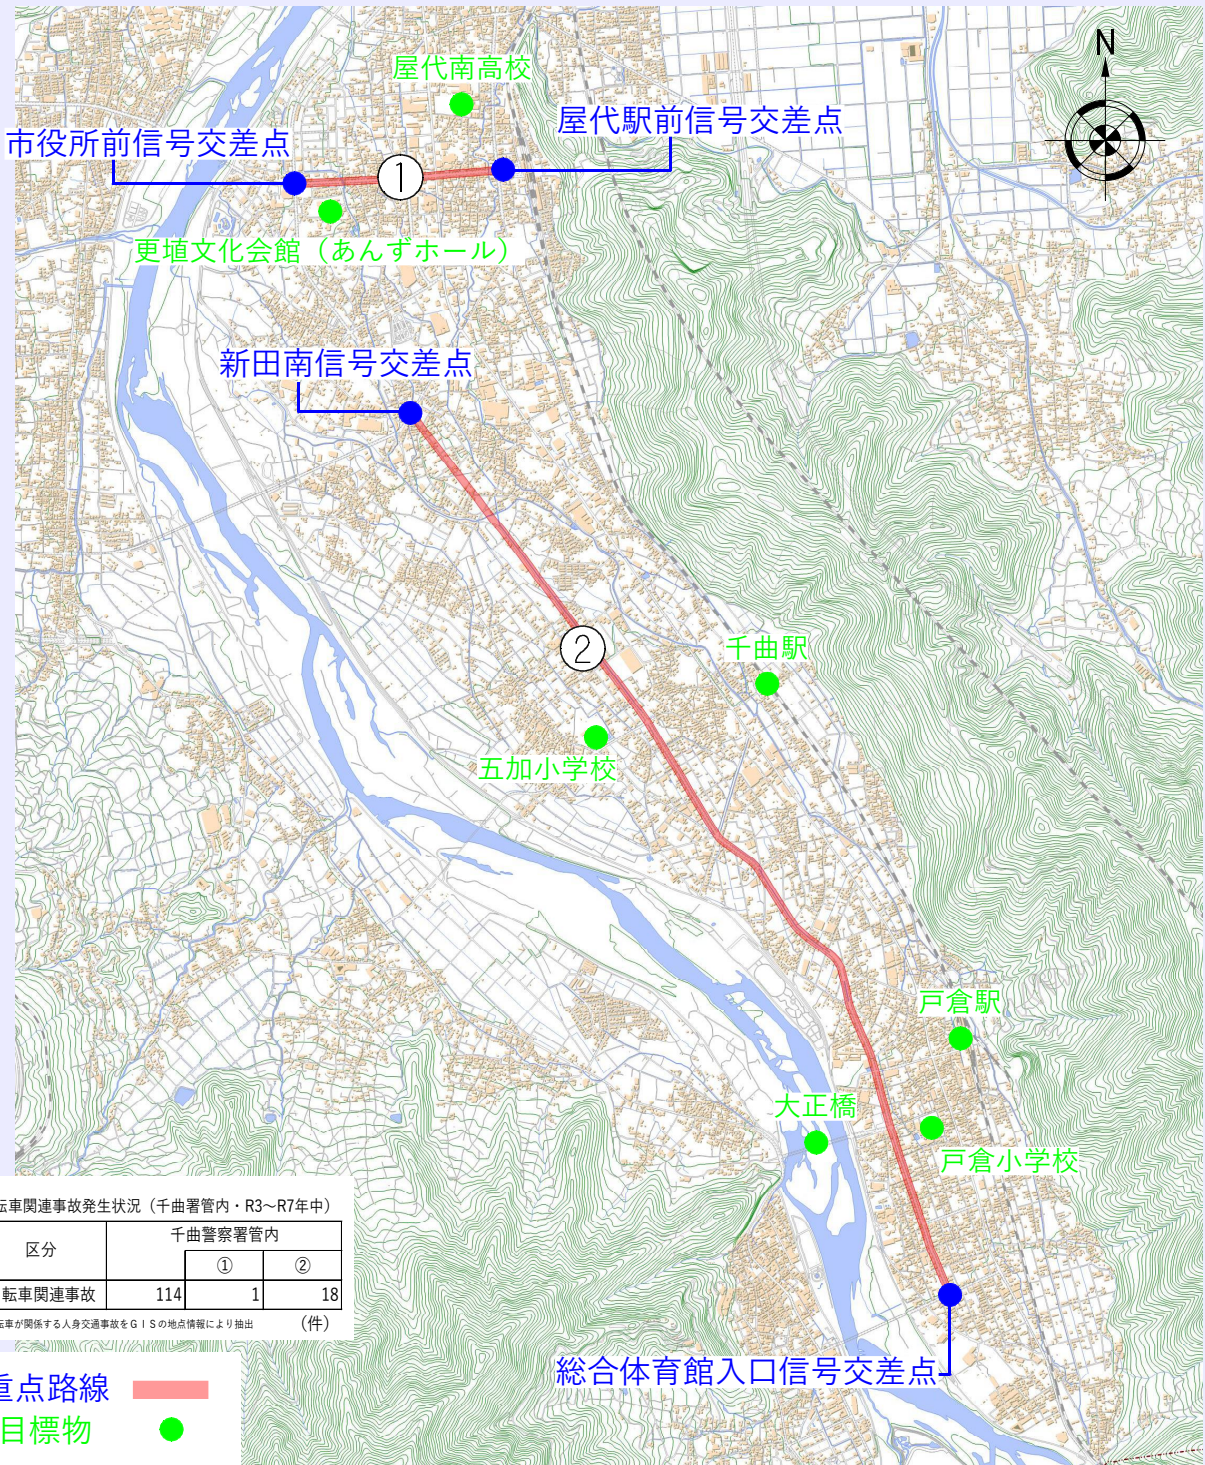 N
屋代南高校
屋代駅前信号交差点
市役所前信号交差点
①
更埴文化会館（あんずホール）
新田南信号交差点
②
千曲駅
五加小学校
戸倉駅
大正橋
戸倉小学校
転車関連事故発生状況（千曲署管内・R3～R7年中）
区分 千曲警察署管内
① ②
転車関連事故 114 1 18
転車が関係する人身交通事故をＧＩＳの地点情報により抽出 （件）
総合体育館入口信号交差点
重点路線
目標物